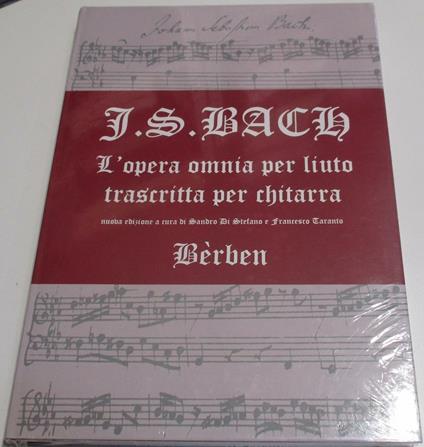 Johann Sebastian Bach.
J.S.BACH
L'opera omnia per liuto
trascritta per chitarra
nuova edizione a cura di Sandro Di Stefano e Francesco Taranto
Bèrben